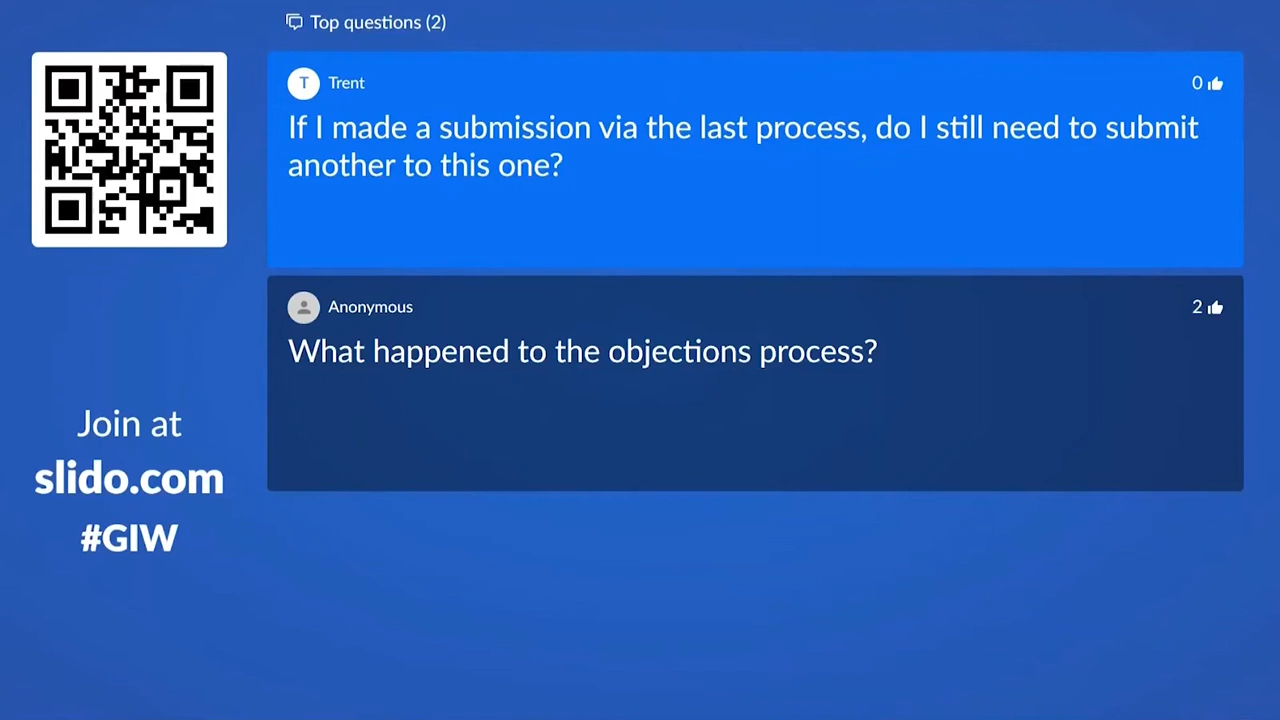 Top questions (2)
T Trent 0
If I made a submission via the last process, do I still need to submit
another to this one?
Anonymous 2
What happened to the objections process?
Join at
slido.com
#GIW